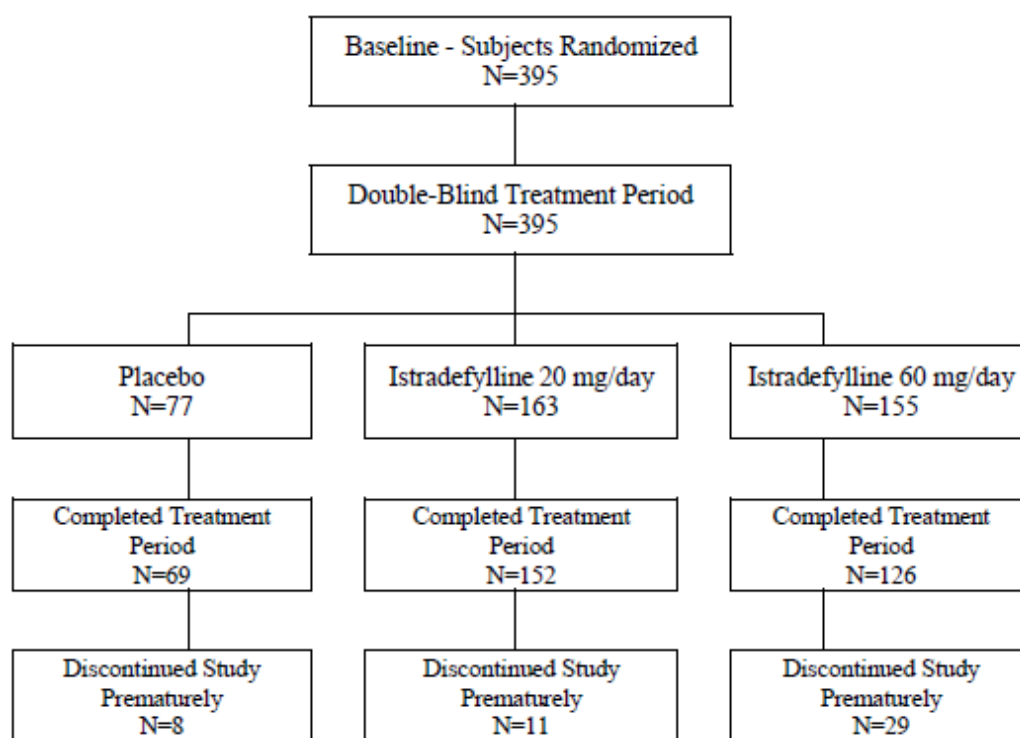 Baseline - Subjects Randomized
N=395
Double-Blind Treatment Period
N=395
Placebo
N=77
Istradefylline 20 mg/day
N=163
Istradefylline 60 mg/day
N=155
Completed Treatment
Period
N=69
Completed Treatment
Period
N=152
Completed Treatment
Period
N=126
Discontinued Study
Prematurely
N=8
Discontinued Study
Prematurely
N=11
Discontinued Study
Prematurely
N=29